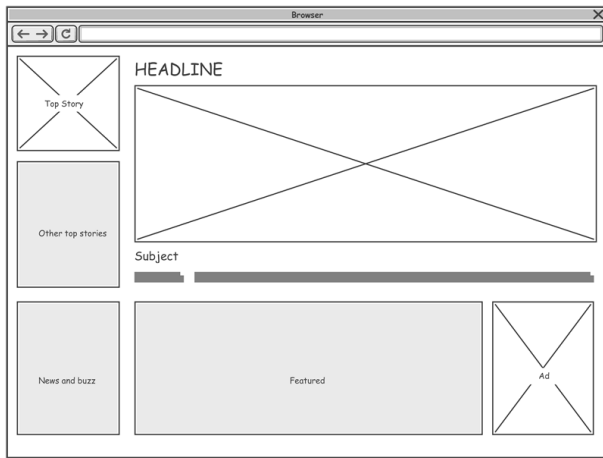 Browser
HEADLINE
Top Story
Other top stories
Subject
News and buzz
Featured
Ad